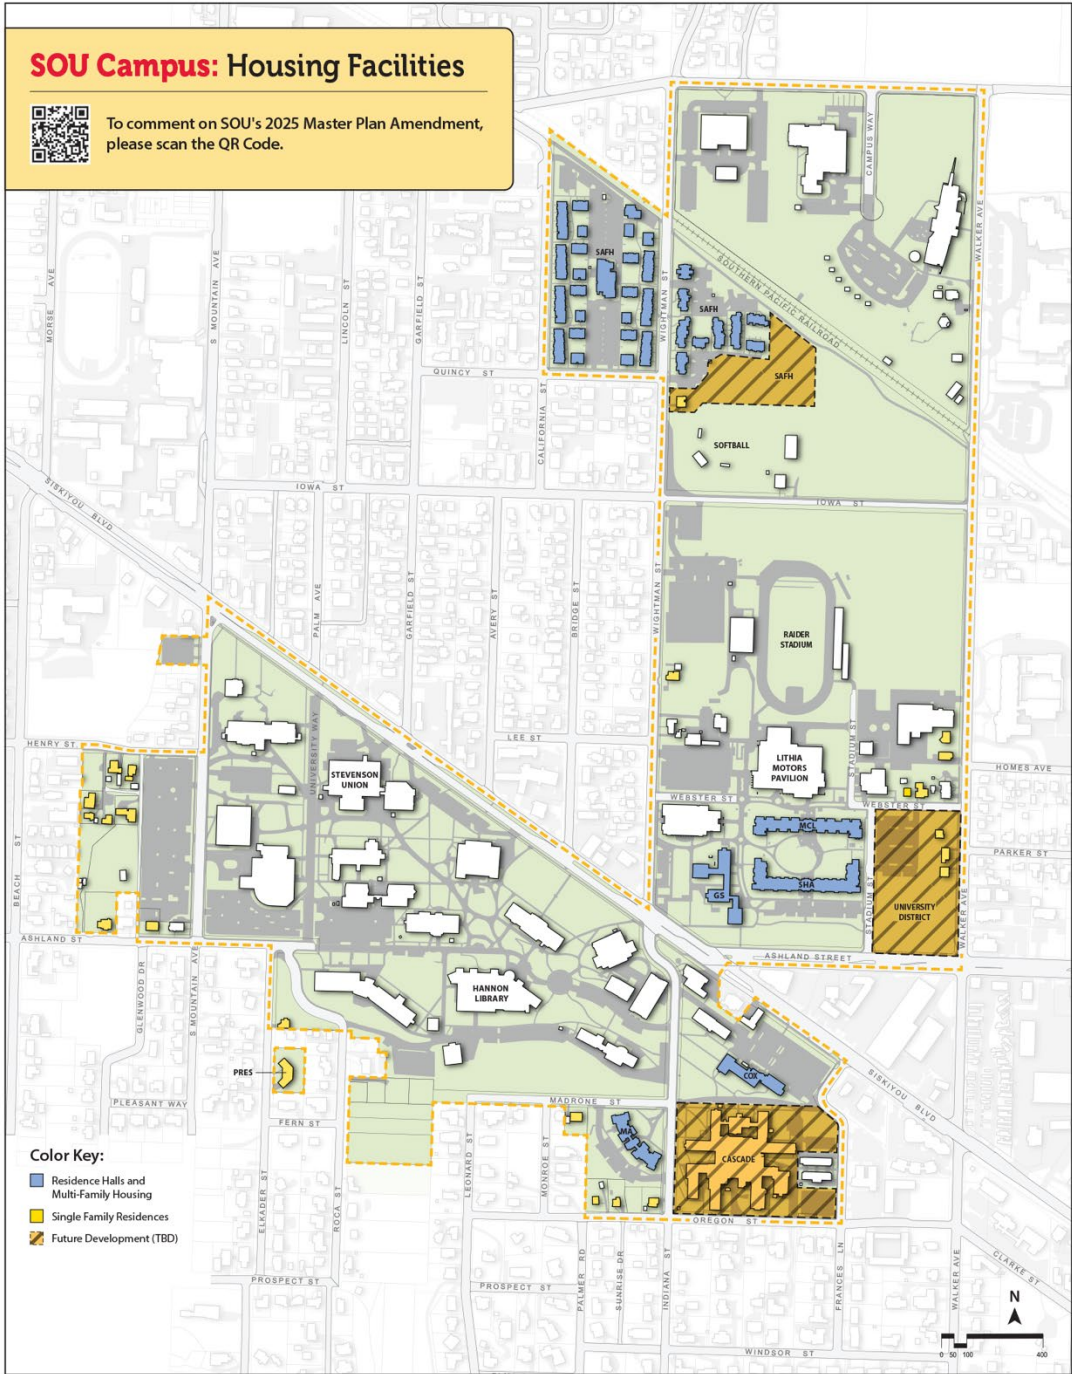 SOU Campus: Housing Facilities
To comment on SOU's 2025 Master Plan Amendment,
please scan the QR Code.
CAMPUS WAY
WALKER AVE
SOUTHERN PACIFIC RAILROAD
SAFH
WIGHTMAN ST
SAFH
SAFH
MORSE AVE
S MOUNTAIN AVE
LINCOLN ST
GARFIELD ST
QUINCY ST
CALIFORNIA ST
SOFTBALL
SISKIYOU BLVD
IOWA ST
IOWA ST
PALM AVE
GARFIELD ST
AVERY ST
BRIDGE ST
WIGHTMAN ST
RAIDER
STADIUM
HENRY ST
UNIVERSITY WAY
LEE ST
STADIUM ST
HOMES AVE
STEVENSON
UNION
LITHIA
MOTORS
PAVILION
WEBSTER ST
WEBSTER ST
BEACH ST
MC
PARKER ST
SHA
GS
STADIUM ST
UNIVERSITY
DISTRICT
WALKER AVE
ASHLAND ST
ASHLAND STREET
GLENWOOD DR
S MOUNTAIN AVE
HANNON
LIBRARY
PRES
COX
SISKIYOU BLVD
PLEASANT WAY
MADRONE ST
FERN ST
MA
CASCADE
LEONARD ST
MONROE ST
Color Key:
Residence Halls and
Multi-Family Housing
Single Family Residences
Future Development (TBD)
ELKADER ST
ROCA ST
OREGON ST
PALMER RD
SUNRISE DR
INDIANA ST
FRANCES LN
WALKER AVE
CLARKE ST
PROSPECT ST
PROSPECT ST
WINDSOR ST
N
0 50 100 400